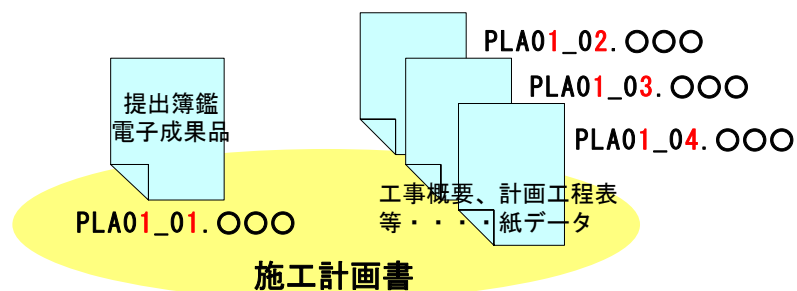 PLA01_02.○○○
PLA01_03.○○○
PLA01_04.○○○
提出簿鑑
電子成果品
工事概要、計画工程表
等・・・・紙データ
PLA01_01.○○○
施工計画書